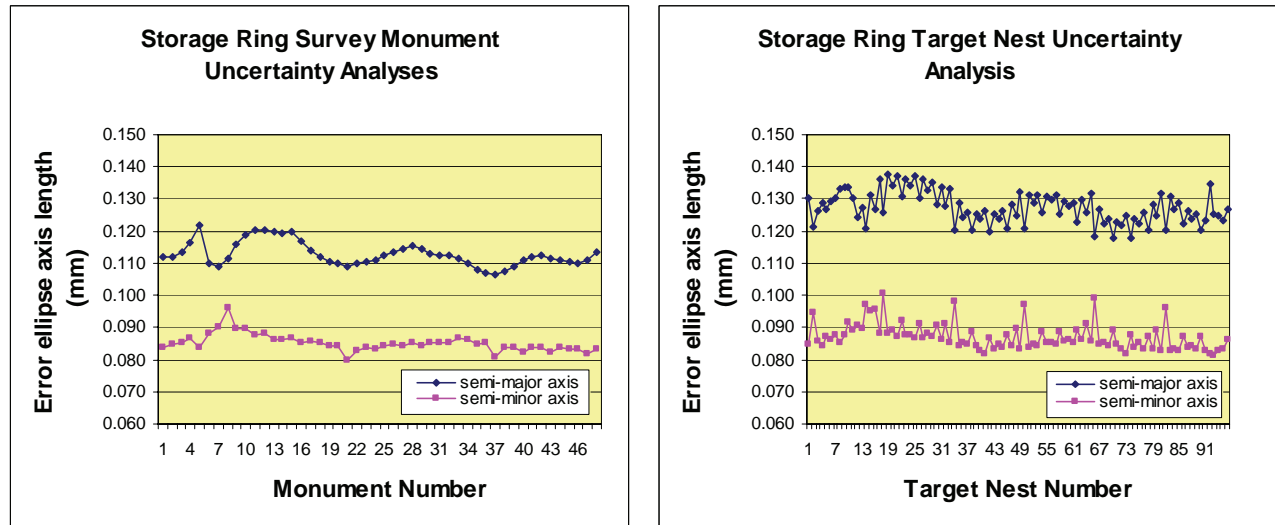 Storage Ring Survey Monument
Uncertainty Analyses
0.150
0.140
0.130
0.120
0.110
0.100
0.090
0.080
0.070
0.060
Error ellipse axis length
(mm)
semi-major axis
semi-minor axis
1 4 7 10 13 16 19 22 25 28 31 34 37 40 43 46
Monument Number
Storage Ring Target Nest Uncertainty
Analysis
0.150
0.140
0.130
0.120
0.110
0.100
0.090
0.080
0.070
0.060
Error ellipse axis length
(mm)
semi-major axis
semi-minor axis
1 7 13 19 25 31 37 43 49 55 61 67 73 79 85 91
Target Nest Number